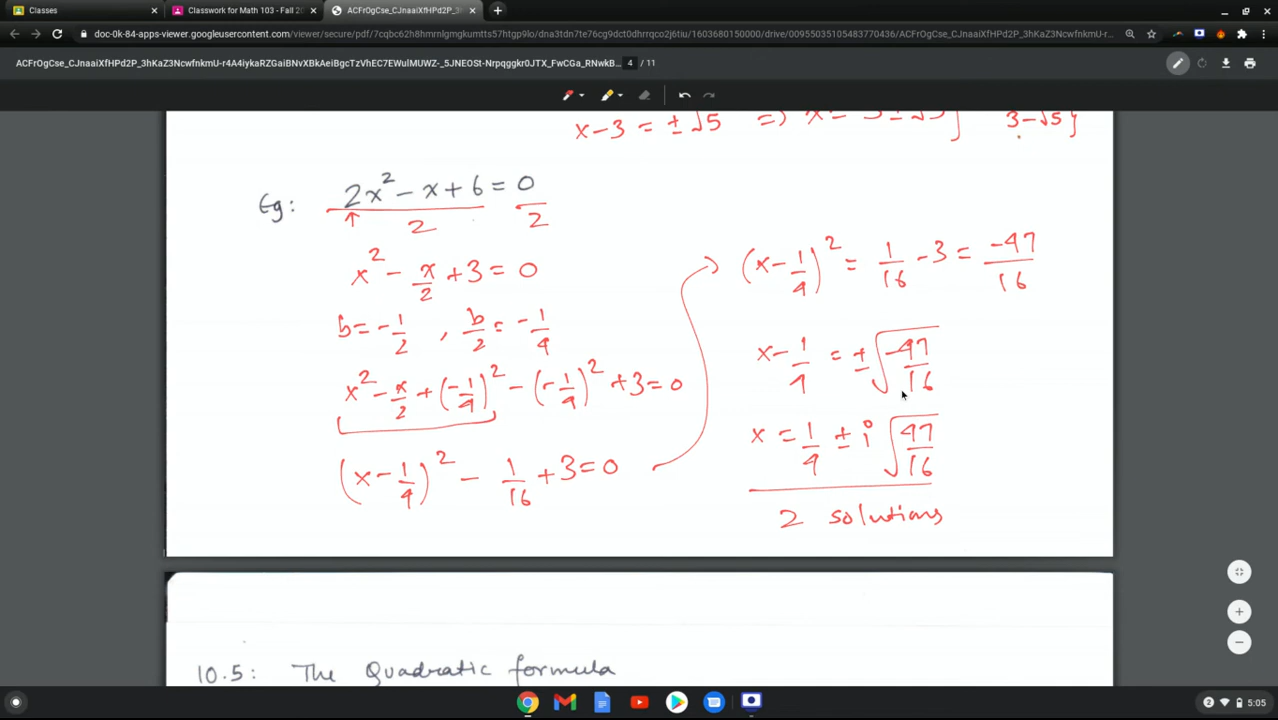 Classes
Classwork for Math 103 - Fall 20
ACFrOgCse_CJnaaiXfHPd2P_3h
doc-0k-84-apps-viewer.googleusercontent.com/viewer/secure/pdf/7cqbc62h8hmrnlgmgkumtts57htgp9lo/dna3tdn7te76cg9dct0dhrrqco2j6tiu/1603680150000/drive/00955035105483770436/ACFrOgCse_CJnaaiXfHPd2P_3hKaZ3NcwfnkmU-r...
ACFrOgCse_CJnaaiXfHPd2P_3hKaZ3NcwfnkmU-r4A4iykaRZGaiBNvXBkAeiBgcTzVhEC7EWulMUWZ-_5JNEOSt-Nrpqggkr0JTX_FwCGa_RNwkB... 4 / 11
x-3 = ±√5 => x = 3±√5 3-√5}
Eg: 2x² - x + 6 = 0
2 2
x² - x/2 + 3 = 0
b = -1/2 , b/2 = -1/4
x² - x/2 + (-1/4)² - (-1/4)² + 3 = 0
(x - 1/4)² - 1/16 + 3 = 0
(x - 1/4)² = 1/16 - 3 = -47/16
x - 1/4 = ±√(-47/16)
x = 1/4 ± i √(47/16)
2 solutions
10.5: The Quadratic formula
2 5:05